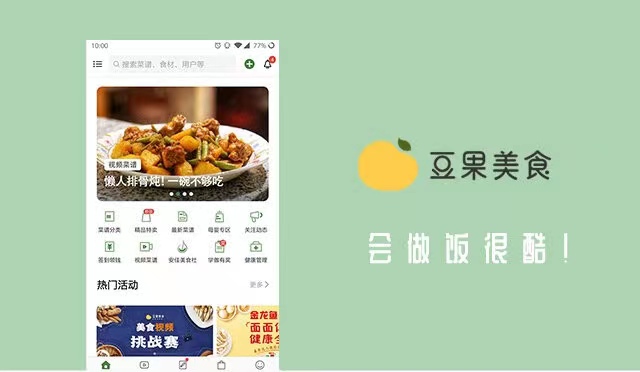 10:00
77%
搜索菜谱、食材、用户等
视频菜谱
懒人排骨炖!一碗不够吃
菜谱分类
精品特卖
最新菜谱
母婴专区
关注动态
签到领钱
视频菜谱
安佳美食社
学做有奖
健康管理
热门活动
更多
豆果美食
美食视频
挑战赛
金龙鱼
面面
健康
豆果美食
会做饭很酷!